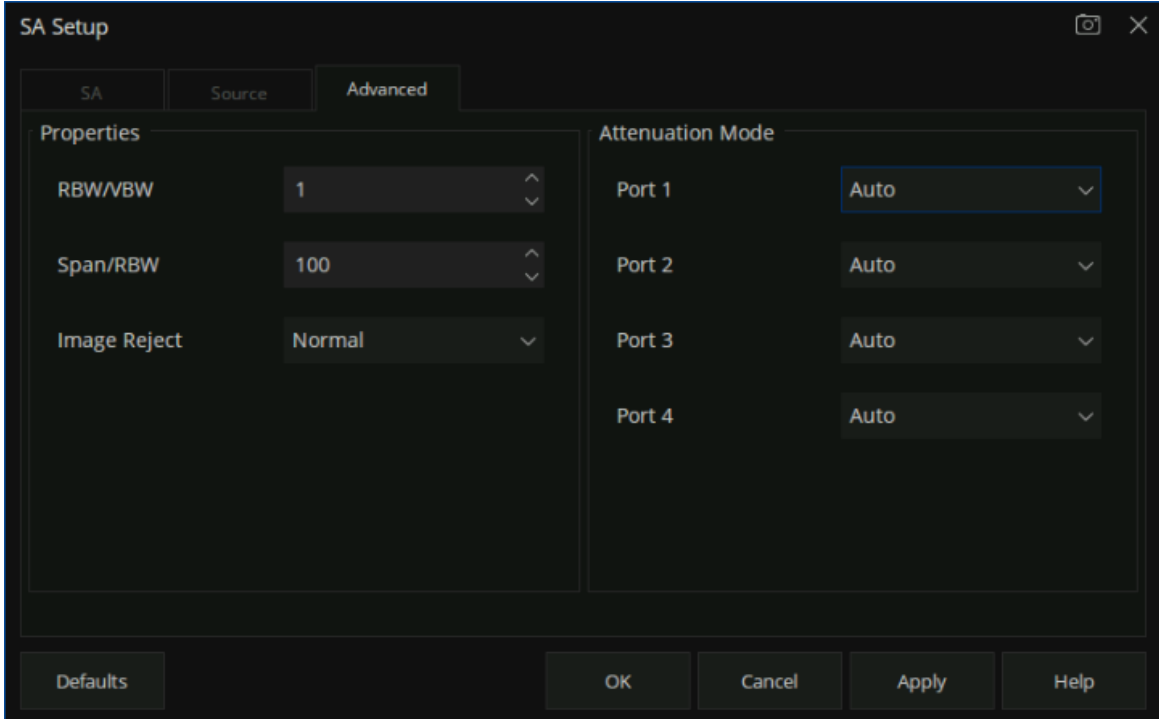 SA Setup
SA Source Advanced
Properties
RBW/VBW 1
Span/RBW 100
Image Reject Normal
Attenuation Mode
Port 1 Auto
Port 2 Auto
Port 3 Auto
Port 4 Auto
Defaults OK Cancel Apply Help